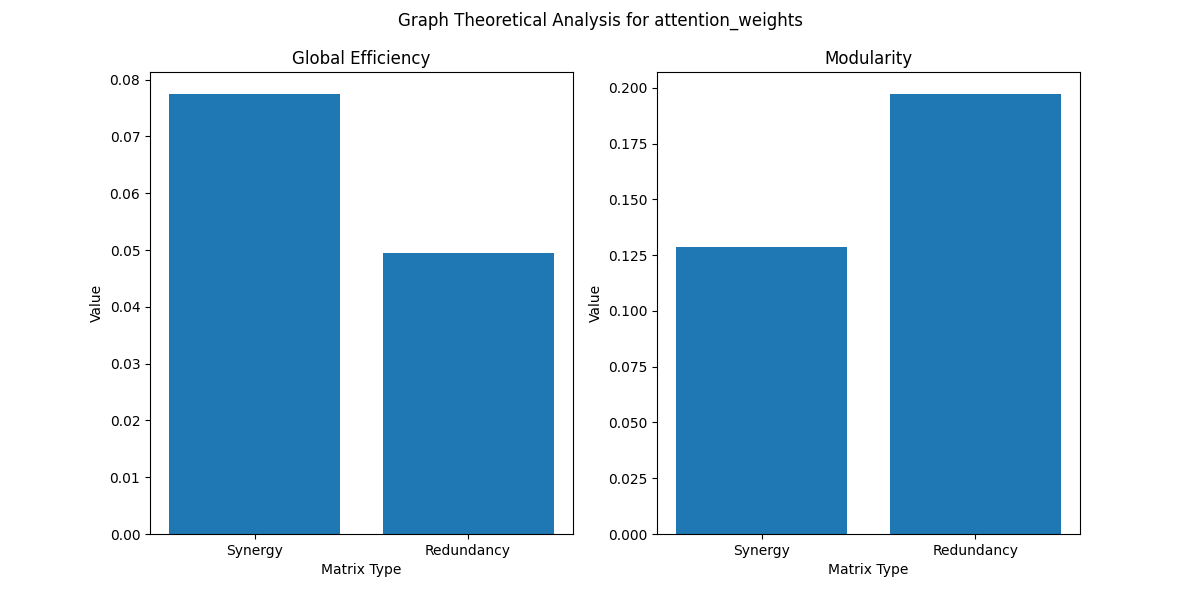 Graph Theoretical Analysis for attention_weights
Global Efficiency
0.08
0.07
0.06
0.05
0.04
0.03
0.02
0.01
0.00
Value
Synergy
Redundancy
Matrix Type
Modularity
0.200
0.175
0.150
0.125
0.100
0.075
0.050
0.025
0.000
Value
Synergy
Redundancy
Matrix Type